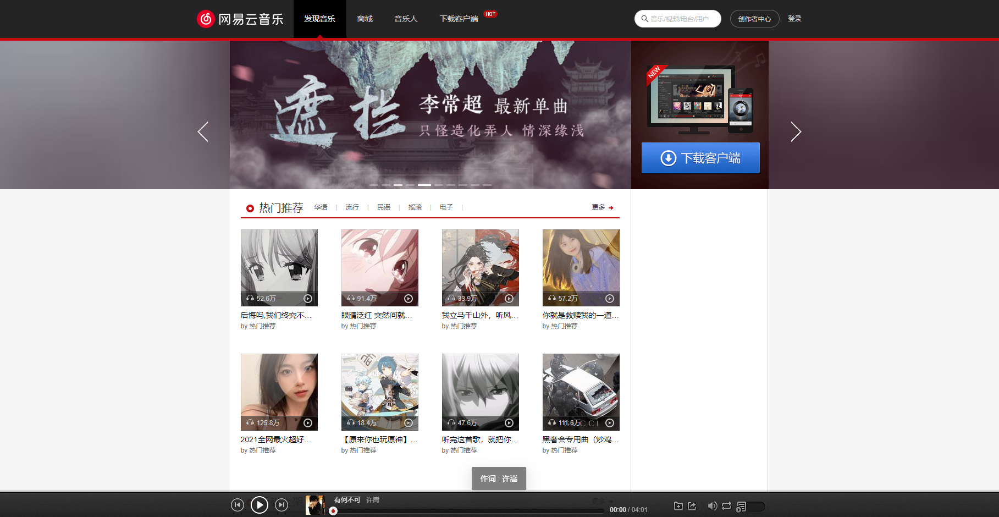 网易云音乐
发现音乐
商城
音乐人
下载客户端
HOT
音乐/视频/电台/用户
创作者中心
登录
遮拦
李常超 最新单曲
只怪造化弄人 情深缘浅
NEW
下载客户端
热门推荐
华语 | 流行 | 民谣 | 摇滚 | 电子 |
更多
52.6万
91.4万
33.9万
57.2万
后悔吗,我们终究不...
眼睛泛红 突然间就...
我立马千山外，听风...
你就是救赎我的一道...
by 热门推荐
by 热门推荐
by 热门推荐
by 热门推荐
125.8万
18.4万
47.6万
111.6万
2021全网最火超好...
【原来你也玩原神】...
听完这首歌，就把你...
黑奢会专用曲（炒鸡...
by 热门推荐
by 热门推荐
by 热门推荐
by 热门推荐
作词 : 许嵩
有何不可 许嵩
更多
00:00 / 04:01